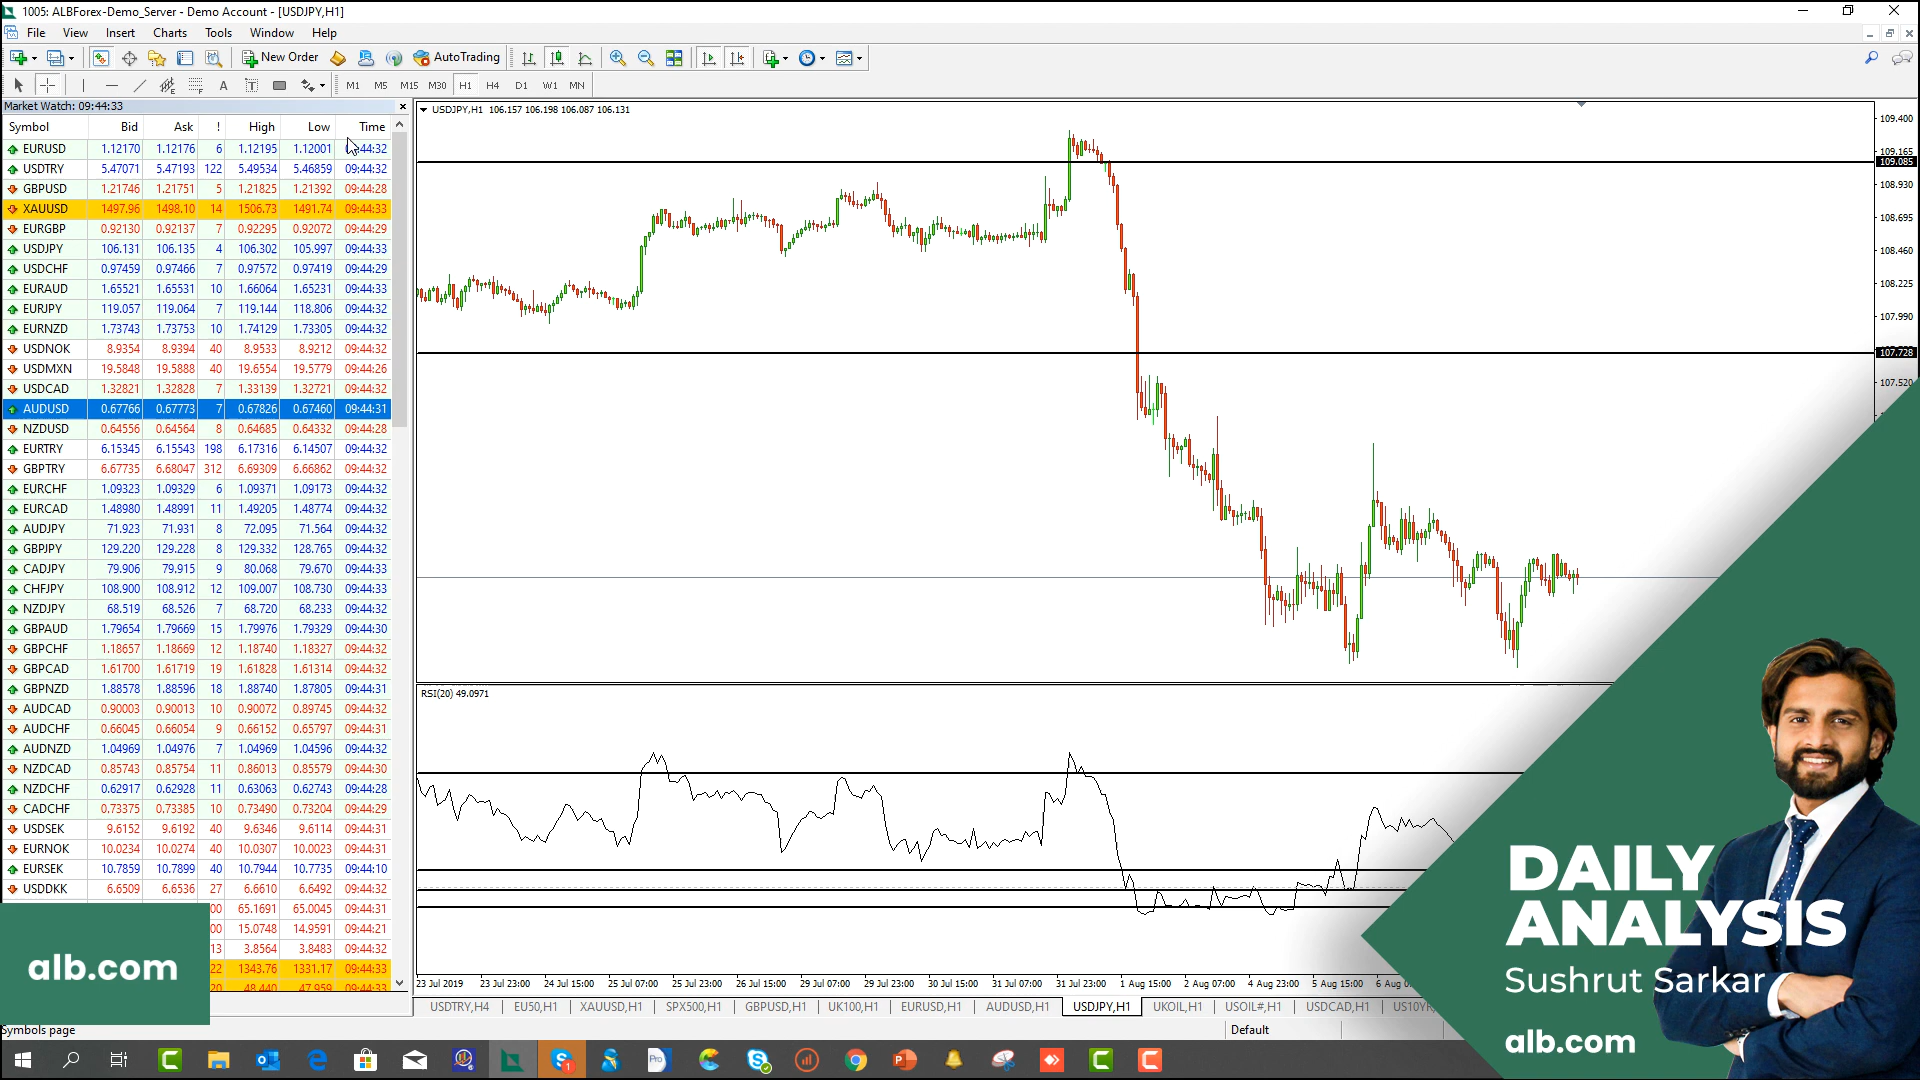 1005: ALBForex-Demo_Server - Demo Account - [USDJPY,H1]
File View Insert Charts Tools Window Help
New Order AutoTrading
A T M1 M5 M15 M30 H1 H4 D1 W1 MN
Market Watch: 09:44:33
Symbol Bid Ask ! High Low Time
EURUSD 1.12170 1.12176 6 1.12195 1.12001 :44:32
USDTRY 5.47071 5.47193 122 5.49534 5.46859 09:44:32
GBPUSD 1.21746 1.21751 5 1.21825 1.21392 09:44:28
XAUUSD 1497.96 1498.10 14 1506.73 1491.74 09:44:33
EURGBP 0.92130 0.92137 7 0.92295 0.92072 09:44:29
USDJPY 106.131 106.135 4 106.302 105.997 09:44:33
USDCHF 0.97459 0.97466 7 0.97572 0.97419 09:44:29
EURAUD 1.65521 1.65531 10 1.66064 1.65231 09:44:33
EURJPY 119.057 119.064 7 119.144 118.806 09:44:32
EURNZD 1.73743 1.73753 10 1.74129 1.73305 09:44:32
USDNOK 8.9354 8.9394 40 8.9533 8.9212 09:44:32
USDMXN 19.5848 19.5888 40 19.6554 19.5779 09:44:26
USDCAD 1.32821 1.32828 7 1.33139 1.32721 09:44:32
AUDUSD 0.67766 0.67773 7 0.67826 0.67460 09:44:31
NZDUSD 0.64556 0.64564 8 0.64685 0.64332 09:44:28
EURTRY 6.15345 6.15543 198 6.17316 6.14507 09:44:32
GBPTRY 6.67735 6.68047 312 6.69309 6.66862 09:44:32
EURCHF 1.09323 1.09329 6 1.09371 1.09173 09:44:32
EURCAD 1.48980 1.48991 11 1.49205 1.48774 09:44:32
AUDJPY 71.923 71.931 8 72.095 71.564 09:44:32
GBPJPY 129.220 129.228 8 129.332 128.765 09:44:32
CADJPY 79.906 79.915 9 80.068 79.670 09:44:33
CHFJPY 108.900 108.912 12 109.007 108.730 09:44:33
NZDJPY 68.519 68.526 7 68.720 68.233 09:44:32
GBPAUD 1.79654 1.79669 15 1.79976 1.79329 09:44:30
GBPCHF 1.18657 1.18669 12 1.18740 1.18327 09:44:32
GBPCAD 1.61700 1.61719 19 1.61828 1.61314 09:44:32
GBPNZD 1.88578 1.88596 18 1.88740 1.87805 09:44:31
AUDCAD 0.90003 0.90013 10 0.90072 0.89745 09:44:32
AUDCHF 0.66045 0.66054 9 0.66152 0.65797 09:44:31
AUDNZD 1.04969 1.04976 7 1.04969 1.04596 09:44:32
NZDCAD 0.85743 0.85754 11 0.86013 0.85579 09:44:30
NZDCHF 0.62917 0.62928 11 0.63063 0.62743 09:44:28
CADCHF 0.73375 0.73385 10 0.73490 0.73204 09:44:29
USDSEK 9.6152 9.6192 40 9.6346 9.6114 09:44:31
EURNOK 10.0234 10.0274 40 10.0307 10.0023 09:44:31
EURSEK 10.7859 10.7899 40 10.7944 10.7735 09:44:10
USDDKK 6.6509 6.6536 27 6.6610 6.6492 09:44:32
00 65.1691 65.0045 09:44:31
00 15.0748 14.9591 09:44:21
13 3.8564 3.8483 09:44:32
22 1343.76 1331.17 09:44:33
20 48.440 47.959 09:44:33
alb.com
Symbols page
USDJPY,H1 106.157 106.198 106.087 106.131
109.400
109.165
109.085
108.930
108.695
108.460
108.225
107.990
107.728
107.520
RSI(20) 49.0971
23 Jul 2019 23 Jul 23:00 24 Jul 15:00 25 Jul 07:00 25 Jul 23:00 26 Jul 15:00 29 Jul 07:00 29 Jul 23:00 30 Jul 15:00 31 Jul 07:00 31 Jul 23:00 1 Aug 15:00 2 Aug 07:00 4 Aug 23:00 5 Aug 15:00 6 Aug
USDTRY,H4 EU50,H1 XAUUSD,H1 SPX500,H1 GBPUSD,H1 UK100,H1 EURUSD,H1 AUDUSD,H1 USDJPY,H1 UKOIL,H1 USOIL#,H1 USDCAD,H1 US10YR
Default
DAILY
ANALYSIS
Sushrut Sarkar
alb.com